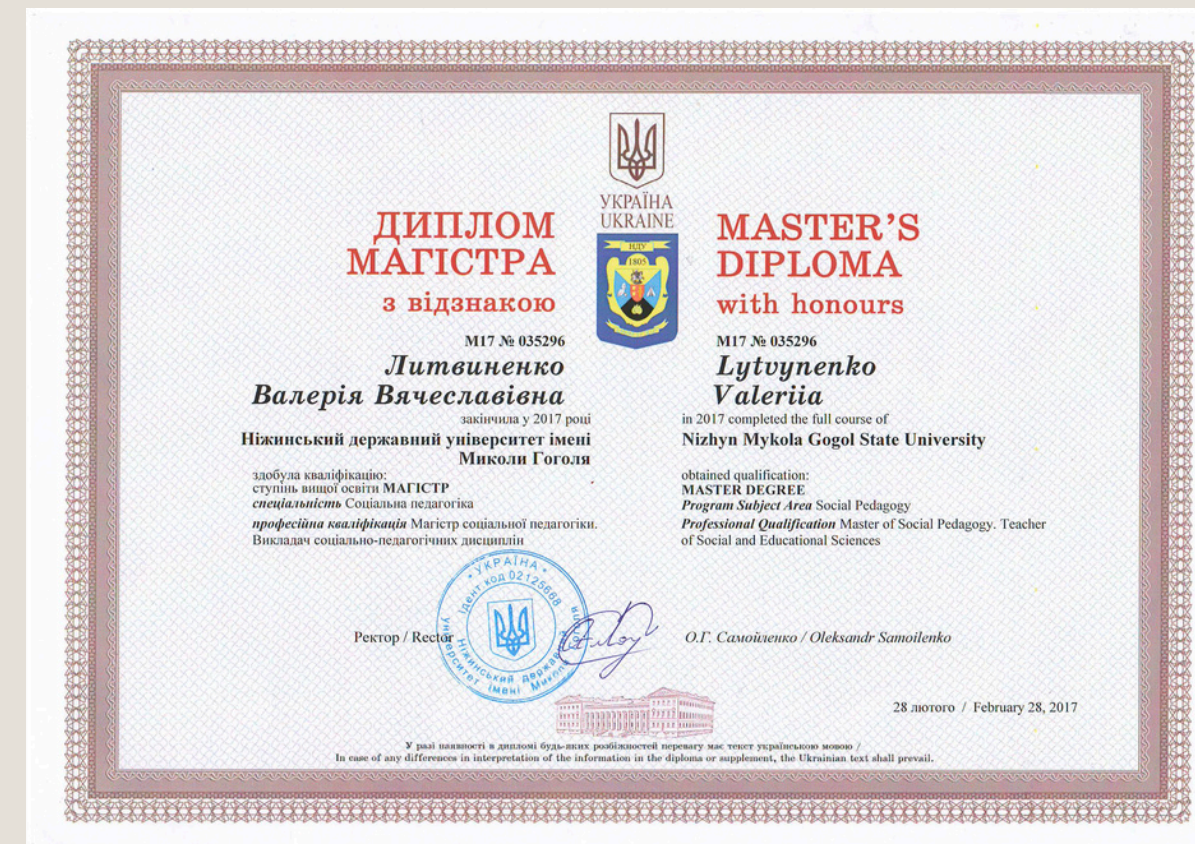 УКРАЇНА
UKRAINE
НДУ
1805
ДИПЛОМ
МАГІСТРА
з відзнакою
М17 № 035296
Литвиненко
Валерія Вячеславівна
закінчила у 2017 році
Ніжинський державний університет імені
Миколи Гоголя
здобула кваліфікацію:
ступінь вищої освіти МАГІСТР
спеціальність Соціальна педагогіка
професійна кваліфікація Магістр соціальної педагогіки.
Викладач соціально-педагогічних дисциплін
MASTER'S
DIPLOMA
with honours
M17 № 035296
Lytvynenko
Valeriia
in 2017 completed the full course of
Nizhyn Mykola Gogol State University
obtained qualification:
MASTER DEGREE
Program Subject Area Social Pedagogy
Professional Qualification Master of Social Pedagogy. Teacher
of Social and Educational Sciences
Ректор / Rector
УКРАЇНА
Ідент код 02125668
Ніжинський держав
університет імені Микол
О.Г. Самойленко / Oleksandr Samoilenko
28 лютого / February 28, 2017
У разі наявності в дипломі будь-яких розбіжностей перевагу має текст українською мовою /
In case of any differences in interpretation of the information in the diploma or supplement, the Ukrainian text shall prevail.